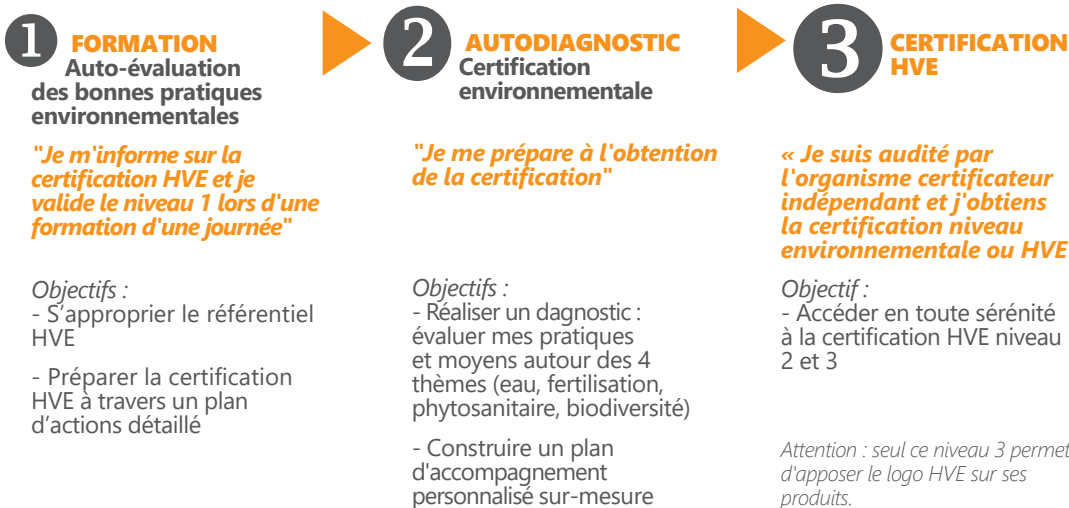 1 FORMATION
Auto-évaluation
des bonnes pratiques
environnementales
"Je m'informe sur la
certification HVE et je
valide le niveau 1 lors d'une
formation d'une journée"
Objectifs :
- S'approprier le référentiel
HVE
- Préparer la certification
HVE à travers un plan
d'actions détaillé
2 AUTODIAGNOSTIC
Certification
environnementale
"Je me prépare à l'obtention
de la certification"
Objectifs :
- Réaliser un dagnostic :
évaluer mes pratiques
et moyens autour des 4
thèmes (eau, fertilisation,
phytosanitaire, biodiversité)
- Construire un plan
d'accompagnement
personnalisé sur-mesure
3 CERTIFICATION
HVE
« Je suis audité par
l'organisme certificateur
indépendant et j'obtiens
la certification niveau
environnementale ou HVE
Objectif :
- Accéder en toute sérénité
à la certification HVE niveau
2 et 3
Attention : seul ce niveau 3 permet
d'apposer le logo HVE sur ses
produits.